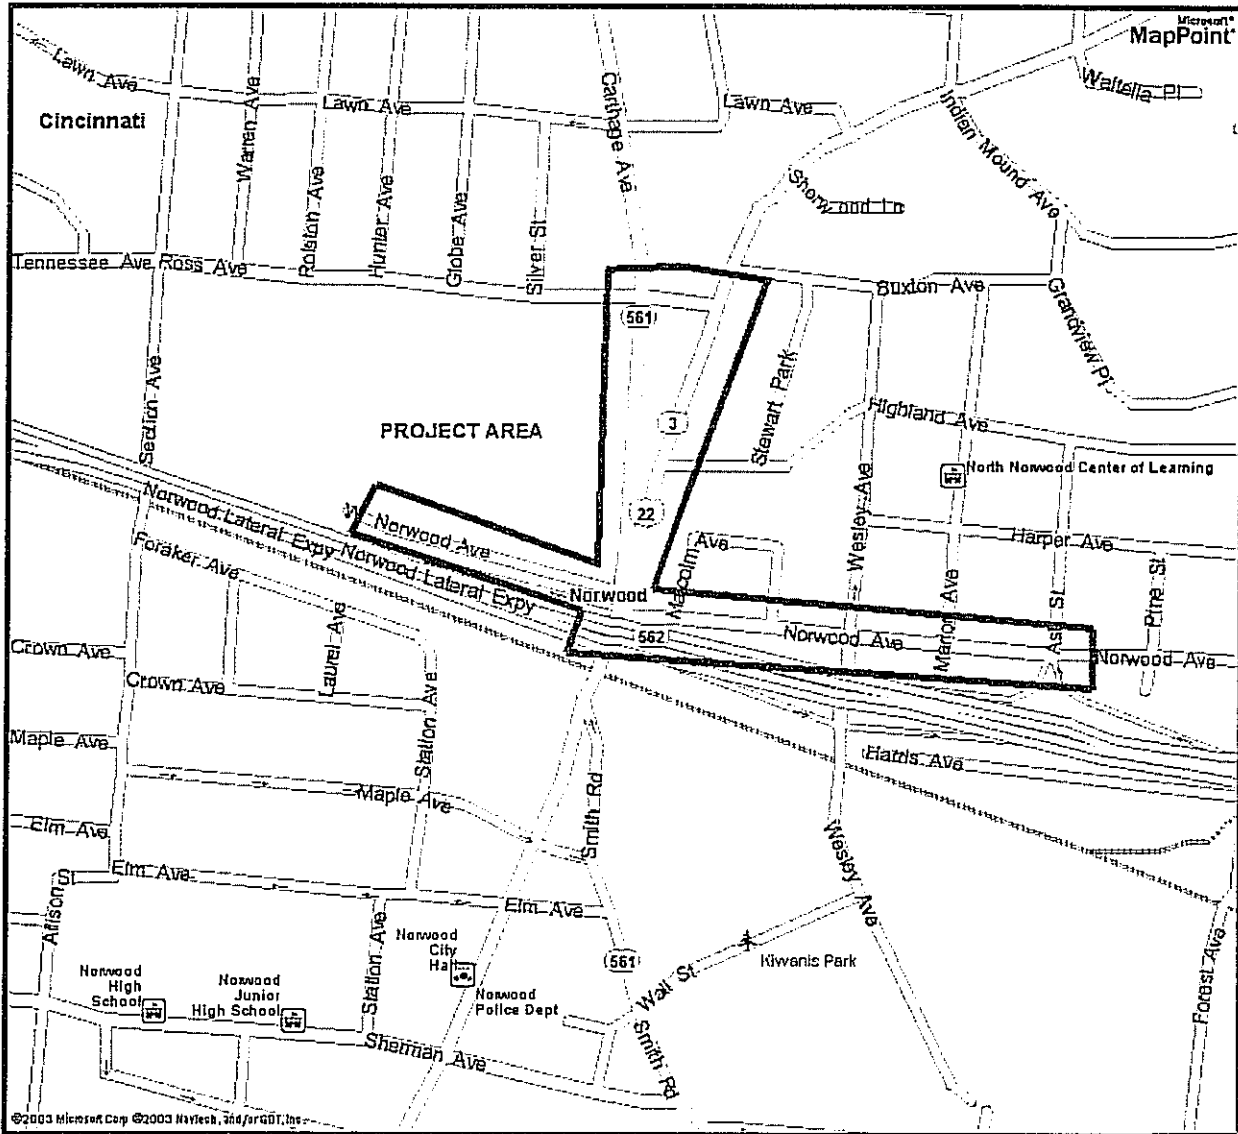 Microsoft®
MapPoint®
Lawn Ave
Cincinnati
Warren Ave
Lawn Ave
Carthage Ave
Lawn Ave
Waltella Pl
Indian Mound Ave
Sherwood Ln
Rolston Ave
Hunter Ave
Globe Ave
Silver St
Tennessee Ave
Ross Ave
Buxton Ave
Grandview Pl
561
Section Ave
Stewart Park
PROJECT AREA
3
Highland Ave
North Norwood Center of Learning
22
Wesley Ave
W Norwood Ave
Norwood Lateral Expy
Norwood Lateral Expy
Foraker Ave
Malcolm
Ave
Harper Ave
Marion Ave
Ash St
Pine St
Norwood
562
Norwood Ave
Norwood Ave
Laurel Ave
Crown Ave
Crown Ave
Station Ave
Maple Ave
Harris Ave
Maple Ave
Smith Rd
Elm Ave
Wesley Ave
Elm Ave
Allison St
Elm Ave
Station Ave
Norwood
City
Hall
561
Kiwanis Park
Wall St
Forest Ave
Norwood
High
School
Norwood
Junior
High School
Norwood
Police Dept
Sherman Ave
Smith Rd
©2003 Microsoft Corp ©2003 NavTech, and/or GDT, Inc.